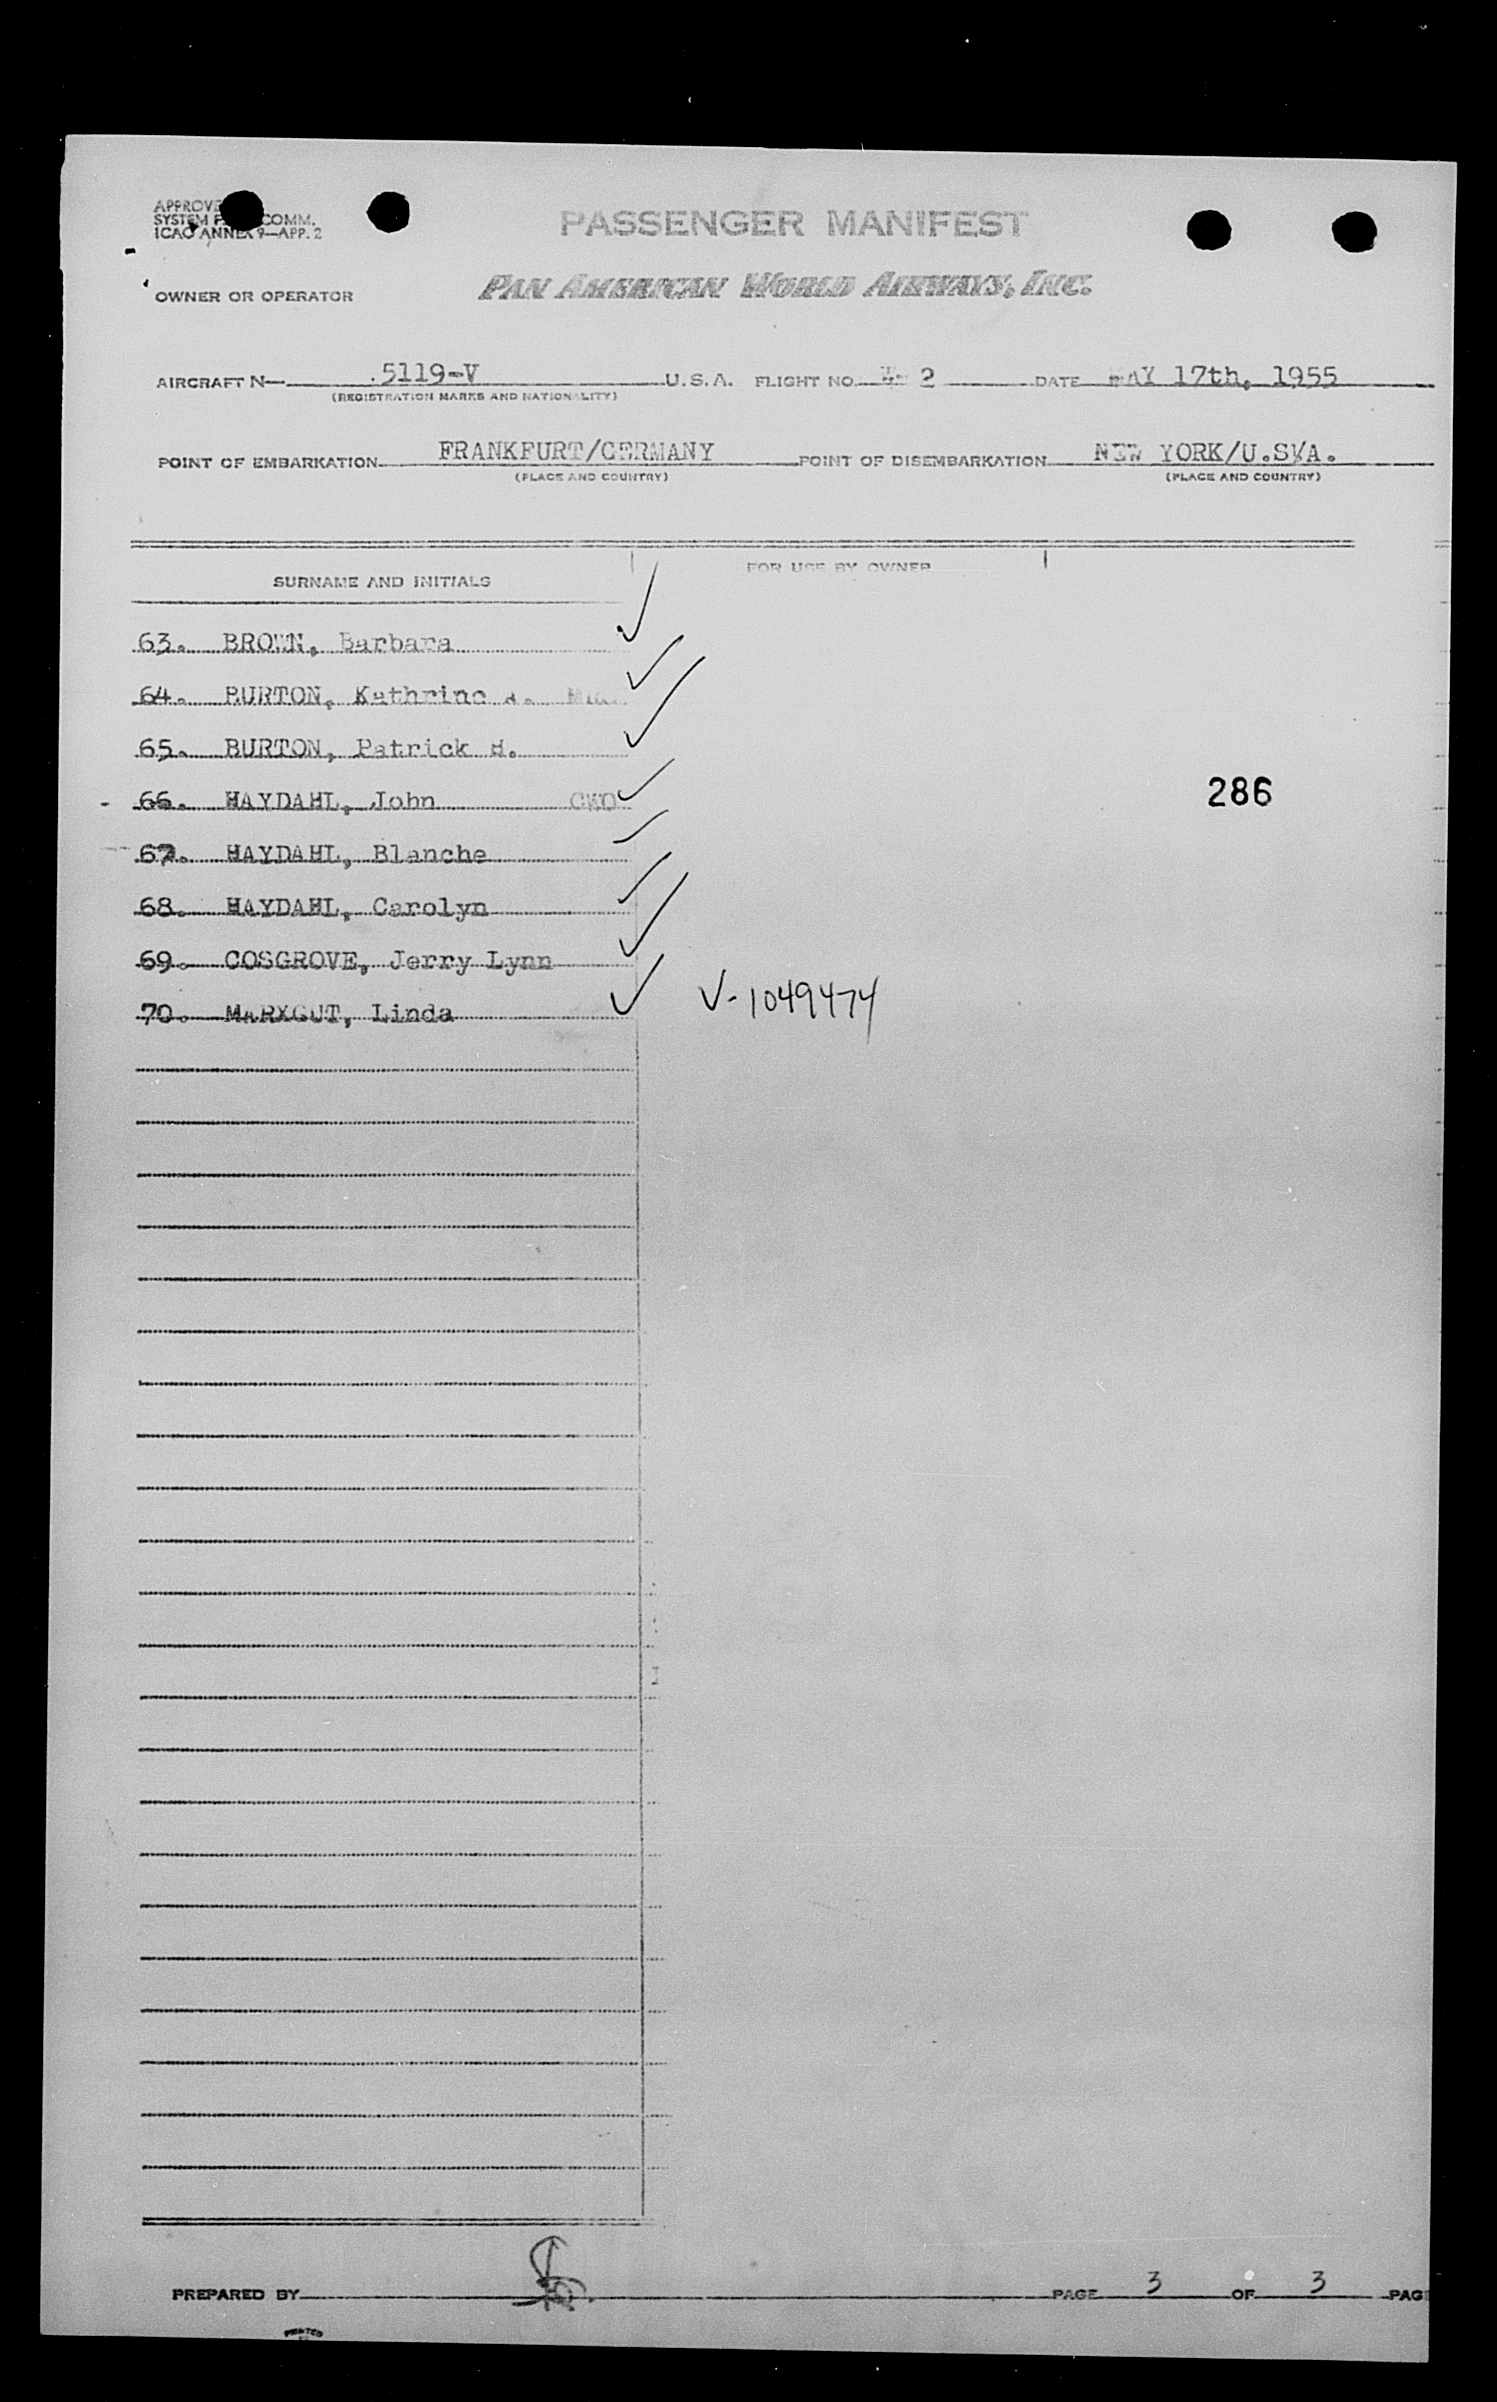 PASSENGER MANIFEST
ICAO ANNEX 9—APP. 2
OWNER OR OPERATOR PAN AMERICAN WORLD AIRWAYS, INC.
AIRCRAFT N— 5119-V U.S.A. FLIGHT NO. 2 DATE MAY 17th, 1955
(REGISTRATION MARKS AND NATIONALITY)
POINT OF EMBARKATION FRANKFURT/GERMANY POINT OF DISEMBARKATION NEW YORK/U.S.A.
(PLACE AND COUNTRY) (PLACE AND COUNTRY)
SURNAME AND INITIALS FOR USE BY OWNER
63. BROWN, Barbara
64. BURTON, Kathrine
65. BURTON, Patrick H.
66. HAYDAHL, John CWO
286
67. HAYDAHL, Blanche
68. HAYDAHL, Carolyn
69. COSGROVE, Jerry Lynn
70. MARXGUT, Linda V-1049474
PREPARED BY PAGE 3 OF 3 PAG
PRINTED